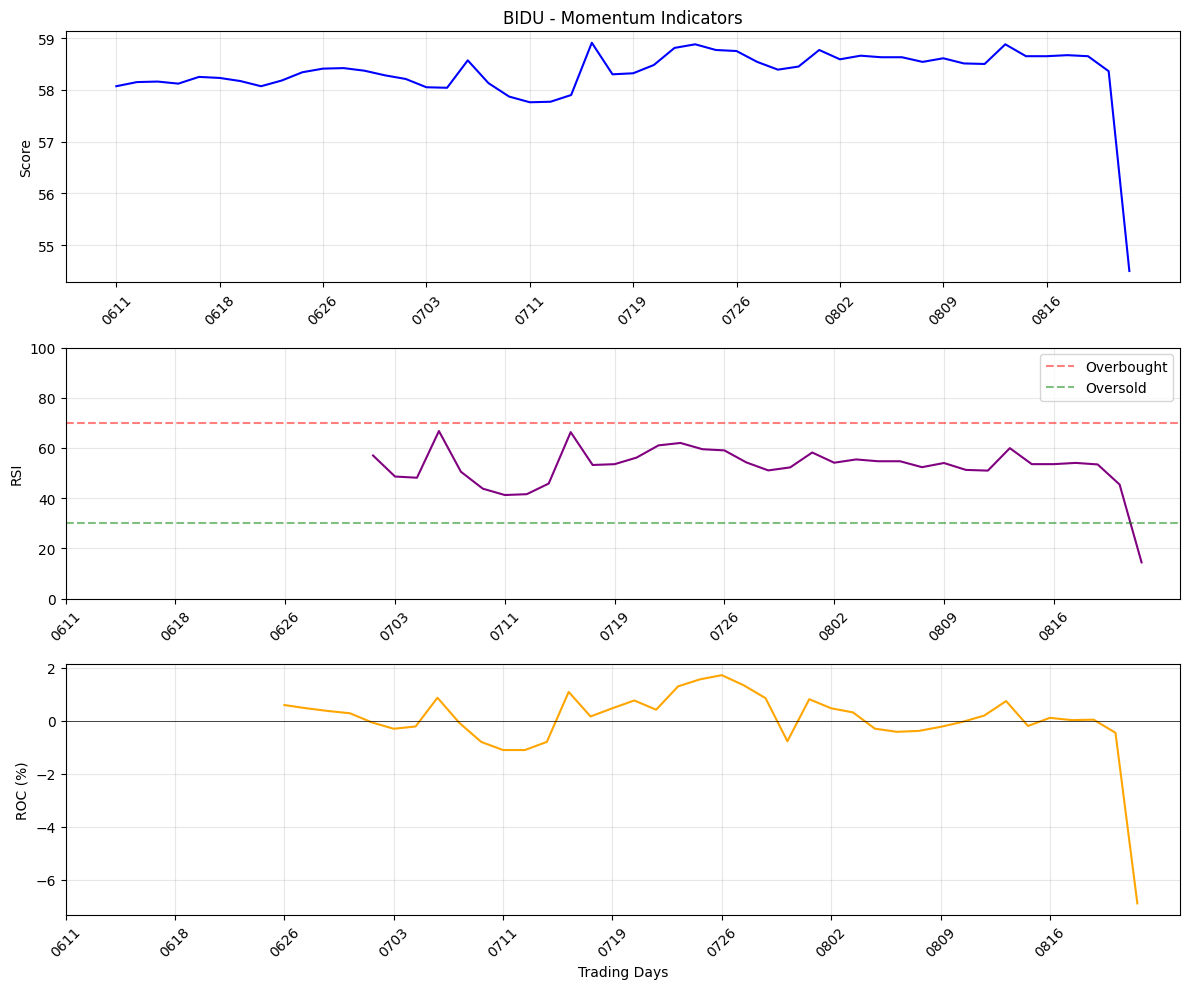 BIDU - Momentum Indicators
Score
59
58
57
56
55
0611 0618 0626 0703 0711 0719 0726 0802 0809 0816
RSI
100
80
60
40
20
0
Overbought
Oversold
0611 0618 0626 0703 0711 0719 0726 0802 0809 0816
ROC (%)
2
0
−2
−4
−6
0611 0618 0626 0703 0711 0719 0726 0802 0809 0816
Trading Days